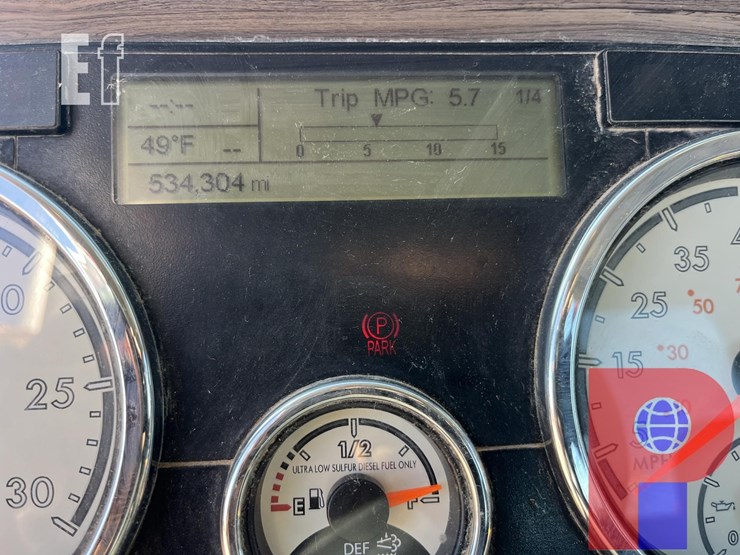 Ef
--:-- Trip MPG: 5.7 1/4
49°F --
0 5 10 15
534,304 mi
P
PARK
25
30
1/2
ULTRA LOW SULFUR DIESEL FUEL ONLY
E
DEF
35
25
50
15
30